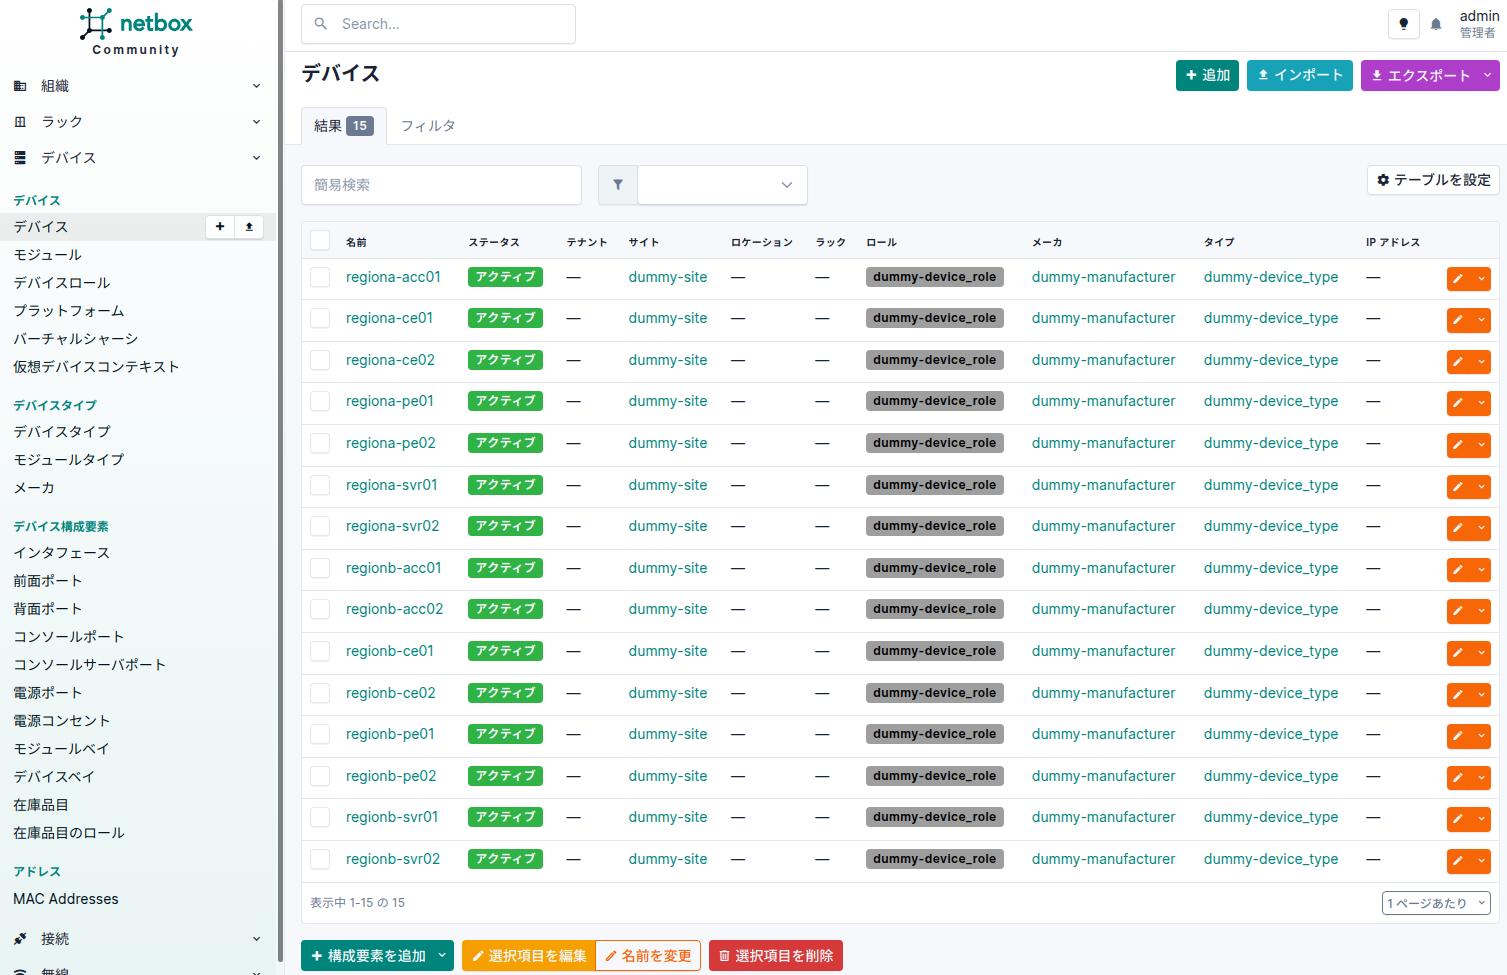 netbox
Community
組織
ラック
デバイス
デバイス
デバイス
モジュール
デバイスロール
プラットフォーム
バーチャルシャーシ
仮想デバイスコンテキスト
デバイスタイプ
デバイスタイプ
モジュールタイプ
メーカ
デバイス構成要素
インタフェース
前面ポート
背面ポート
コンソールポート
コンソールサーバポート
電源ポート
電源コンセント
モジュールベイ
デバイスベイ
在庫品目
在庫品目のロール
アドレス
MAC Addresses
接続
無線
Search...
admin
管理者
デバイス
追加 インポート エクスポート
結果 15 フィルタ
簡易検索
テーブルを設定
名前 ステータス テナント サイト ロケーション ラック ロール メーカ タイプ IP アドレス
regiona-acc01 アクティブ — dummy-site — — dummy-device_role dummy-manufacturer dummy-device_type —
regiona-ce01 アクティブ — dummy-site — — dummy-device_role dummy-manufacturer dummy-device_type —
regiona-ce02 アクティブ — dummy-site — — dummy-device_role dummy-manufacturer dummy-device_type —
regiona-pe01 アクティブ — dummy-site — — dummy-device_role dummy-manufacturer dummy-device_type —
regiona-pe02 アクティブ — dummy-site — — dummy-device_role dummy-manufacturer dummy-device_type —
regiona-svr01 アクティブ — dummy-site — — dummy-device_role dummy-manufacturer dummy-device_type —
regiona-svr02 アクティブ — dummy-site — — dummy-device_role dummy-manufacturer dummy-device_type —
regionb-acc01 アクティブ — dummy-site — — dummy-device_role dummy-manufacturer dummy-device_type —
regionb-acc02 アクティブ — dummy-site — — dummy-device_role dummy-manufacturer dummy-device_type —
regionb-ce01 アクティブ — dummy-site — — dummy-device_role dummy-manufacturer dummy-device_type —
regionb-ce02 アクティブ — dummy-site — — dummy-device_role dummy-manufacturer dummy-device_type —
regionb-pe01 アクティブ — dummy-site — — dummy-device_role dummy-manufacturer dummy-device_type —
regionb-pe02 アクティブ — dummy-site — — dummy-device_role dummy-manufacturer dummy-device_type —
regionb-svr01 アクティブ — dummy-site — — dummy-device_role dummy-manufacturer dummy-device_type —
regionb-svr02 アクティブ — dummy-site — — dummy-device_role dummy-manufacturer dummy-device_type —
表示中 1-15 の 15
1 ページあたり
構成要素を追加 選択項目を編集 名前を変更 選択項目を削除